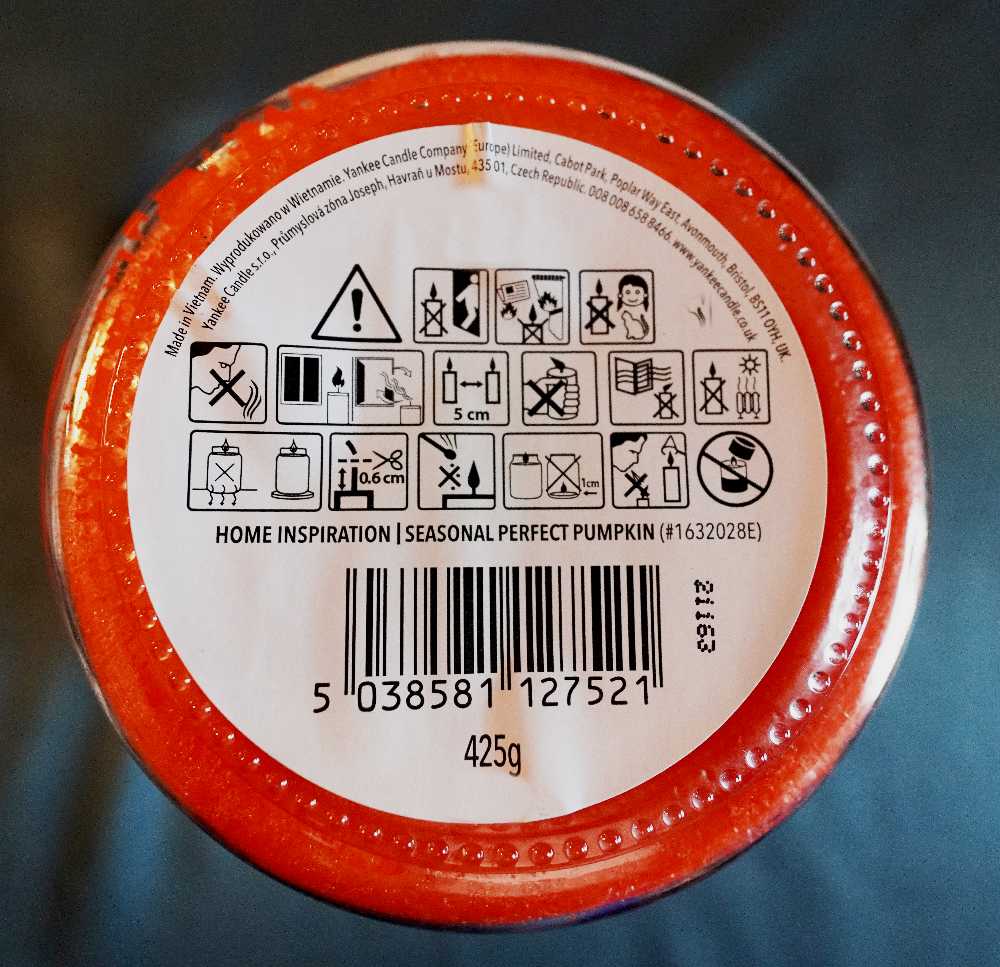 Made in Vietnam. Wyprodukowano w Wietnamie. Yankee Candle Company (Europe) Limited, Cabot Park, Poplar Way East, Avonmouth, Bristol, BS11 0YH, UK.
Yankee Candle s.r.o., Průmyslová zóna Joseph, Havraň u Mostu, 435 01, Czech Republic. 008 008 658 8466. www.yankeecandle.co.uk
5 cm
0.6 cm
1cm
HOME INSPIRATION | SEASONAL PERFECT PUMPKIN (#1632028E)
21163
5 038581 127521
425g